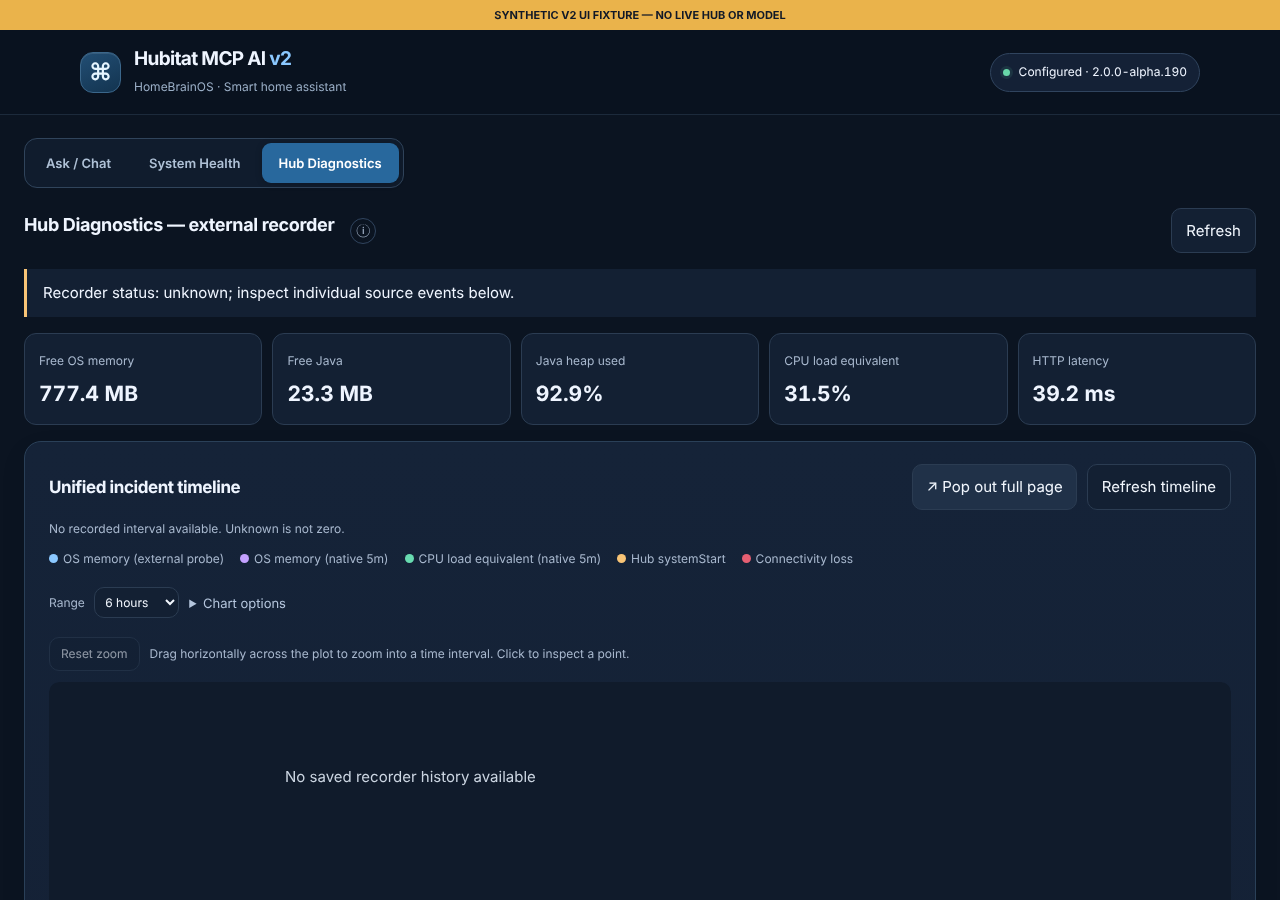 SYNTHETIC V2 UI FIXTURE — NO LIVE HUB OR MODEL
⌘
Hubitat MCP AI v2
HomeBrainOS · Smart home assistant
Configured · 2.0.0-alpha.190
Ask / Chat
System Health
Hub Diagnostics
Hub Diagnostics — external recorder
ⓘ
Refresh
Recorder status: unknown; inspect individual source events below.
Free OS memory
777.4 MB
Free Java
23.3 MB
Java heap used
92.9%
CPU load equivalent
31.5%
HTTP latency
39.2 ms
Unified incident timeline
↗ Pop out full page
Refresh timeline
No recorded interval available. Unknown is not zero.
OS memory (external probe)
OS memory (native 5m)
CPU load equivalent (native 5m)
Hub systemStart
Connectivity loss
Range
6 hours
▶ Chart options
Reset zoom
Drag horizontally across the plot to zoom into a time interval. Click to inspect a point.
No saved recorder history available